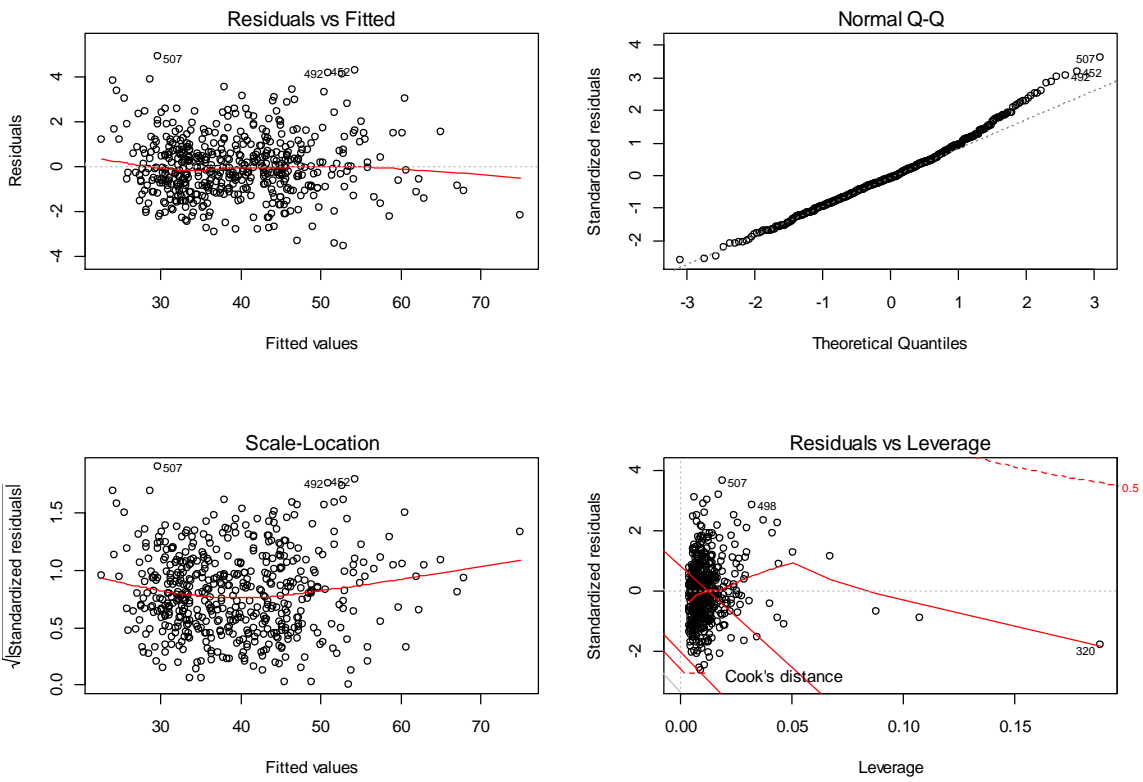 Residuals vs Fitted
Residuals
4
2
0
-2
-4
507
492
452
30 40 50 60 70
Fitted values
Normal Q-Q
Standardized residuals
4
3
2
1
0
-1
-2
507
452
492
-3 -2 -1 0 1 2 3
Theoretical Quantiles
Scale-Location
√|Standardized residuals|
1.5
1.0
0.5
0.0
507
492
452
30 40 50 60 70
Fitted values
Residuals vs Leverage
Standardized residuals
4
2
0
-2
0.5
507
498
320
Cook's distance
0.00 0.05 0.10 0.15
Leverage